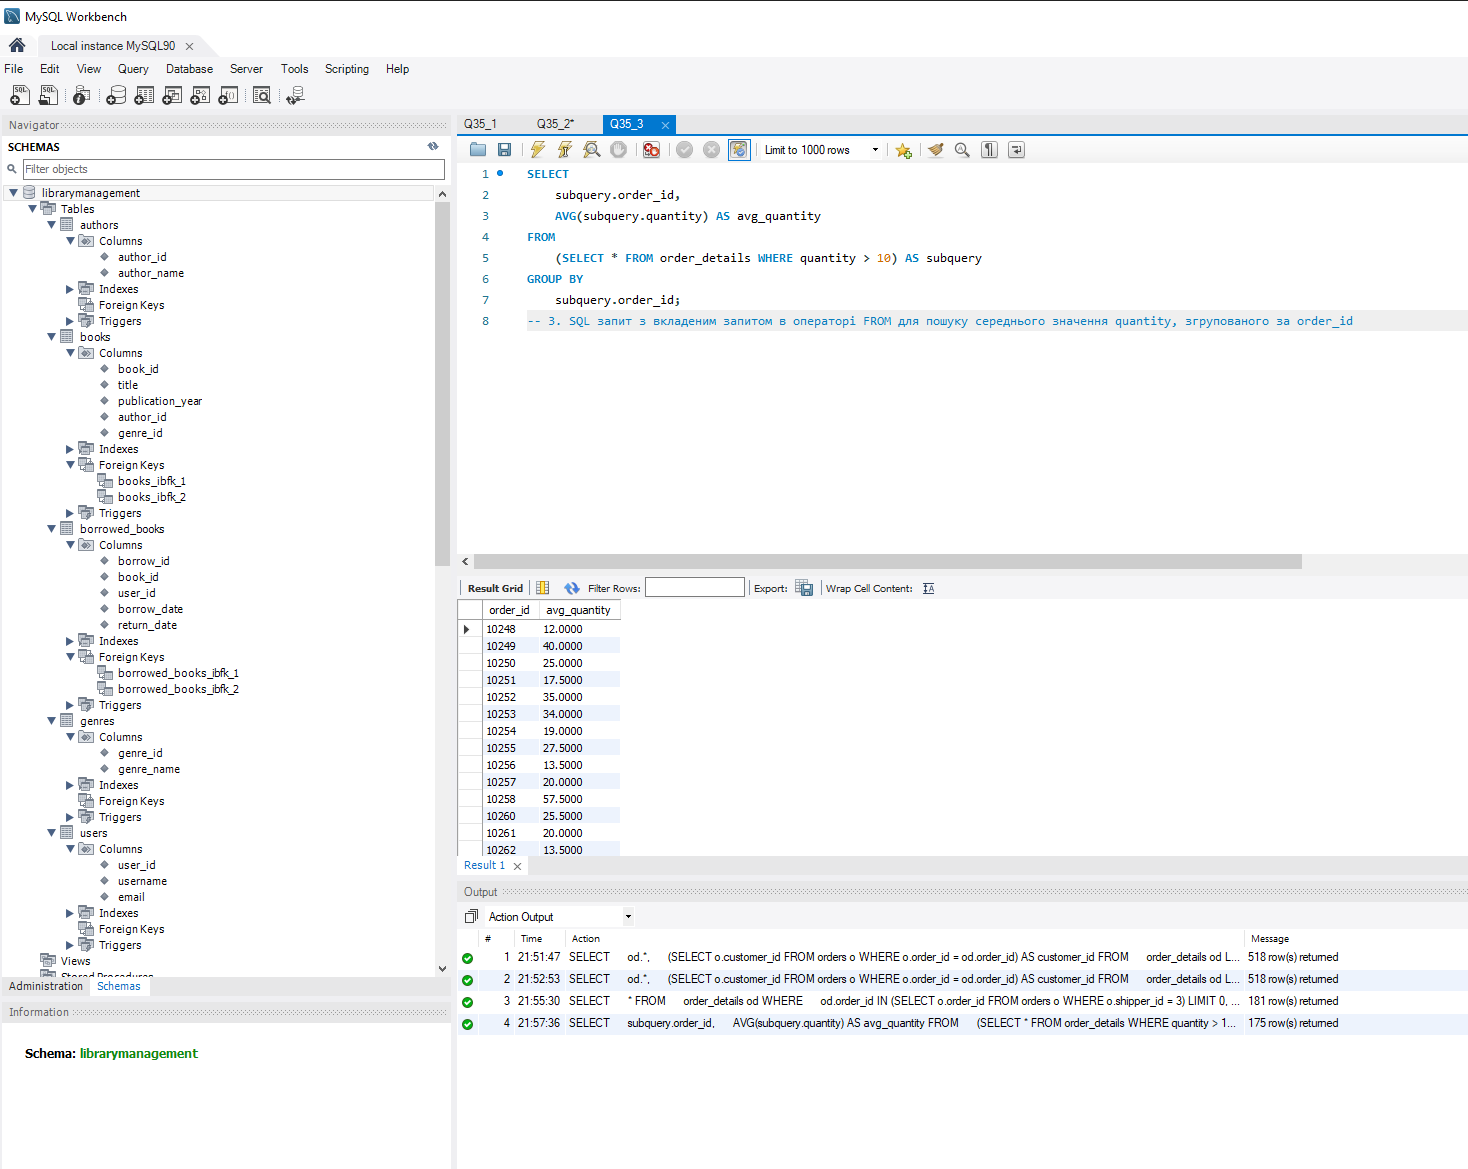 MySQL Workbench
Local instance MySQL90
File Edit View Query Database Server Tools Scripting Help
Navigator
SCHEMAS
Filter objects
librarymanagement
Tables
authors
Columns
author_id
author_name
Indexes
Foreign Keys
Triggers
books
Columns
book_id
title
publication_year
author_id
genre_id
Indexes
Foreign Keys
books_ibfk_1
books_ibfk_2
Triggers
borrowed_books
Columns
borrow_id
book_id
user_id
borrow_date
return_date
Indexes
Foreign Keys
borrowed_books_ibfk_1
borrowed_books_ibfk_2
Triggers
genres
Columns
genre_id
genre_name
Indexes
Foreign Keys
Triggers
users
Columns
user_id
username
email
Indexes
Foreign Keys
Triggers
Views
Stored Procedures
Administration Schemas
Information
Schema: librarymanagement
Q35_1 Q35_2* Q35_3
Limit to 1000 rows
1 SELECT
2 subquery.order_id,
3 AVG(subquery.quantity) AS avg_quantity
4 FROM
5 (SELECT * FROM order_details WHERE quantity > 10) AS subquery
6 GROUP BY
7 subquery.order_id;
8 -- 3. SQL запит з вкладеним запитом в операторі FROM для пошуку середнього значення quantity, згрупованого за order_id
Result Grid Filter Rows: Export: Wrap Cell Content:
order_id avg_quantity
10248 12.0000
10249 40.0000
10250 25.0000
10251 17.5000
10252 35.0000
10253 34.0000
10254 19.0000
10255 27.5000
10256 13.5000
10257 20.0000
10258 57.5000
10260 25.5000
10261 20.0000
10262 13.5000
Result 1
Output
Action Output
# Time Action Message
1 21:51:47 SELECT od.*, (SELECT o.customer_id FROM orders o WHERE o.order_id = od.order_id) AS customer_id FROM order_details od L... 518 row(s) returned
2 21:52:53 SELECT od.*, (SELECT o.customer_id FROM orders o WHERE o.order_id = od.order_id) AS customer_id FROM order_details od L... 518 row(s) returned
3 21:55:30 SELECT * FROM order_details od WHERE od.order_id IN (SELECT o.order_id FROM orders o WHERE o.shipper_id = 3) LIMIT 0, ... 181 row(s) returned
4 21:57:36 SELECT subquery.order_id, AVG(subquery.quantity) AS avg_quantity FROM (SELECT * FROM order_details WHERE quantity > 1... 175 row(s) returned